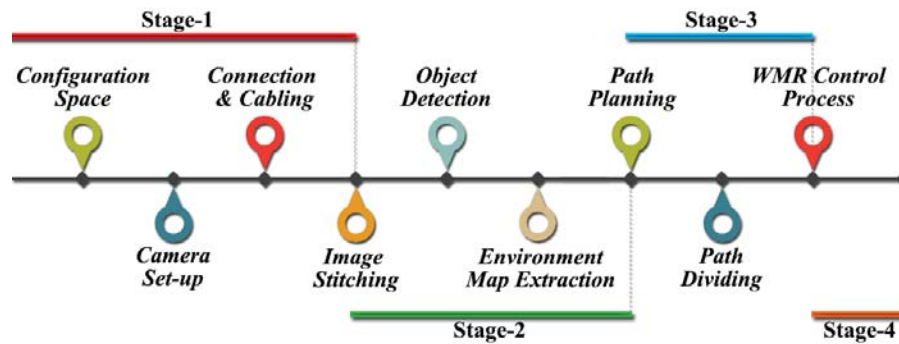 Stage-1
Stage-3
Configuration
Space
Connection
& Cabling
Object
Detection
Path
Planning
WMR Control
Process
Camera
Set-up
Image
Stitching
Environment
Map Extraction
Path
Dividing
Stage-2
Stage-4